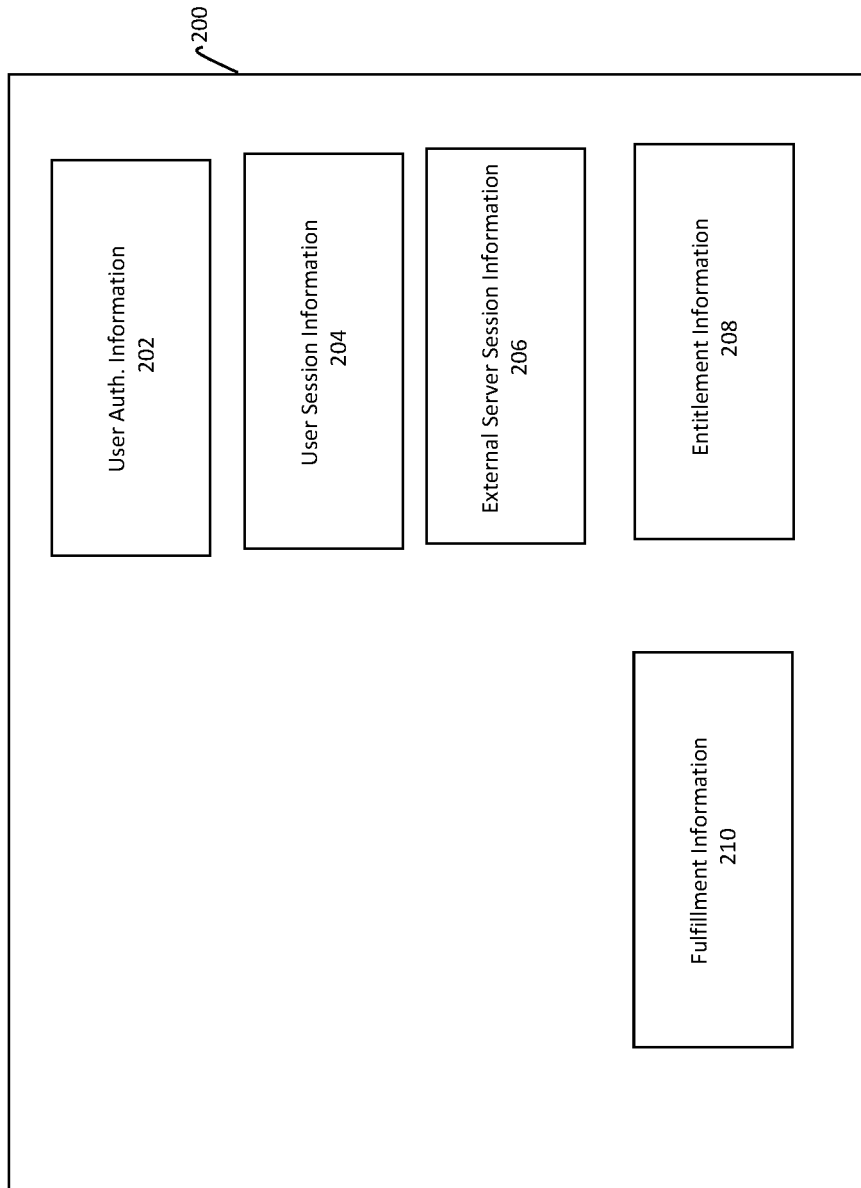 200
User Auth. Information
202
User Session Information
204
External Server Session Information
206
Entitlement Information
208
Fulfillment Information
210